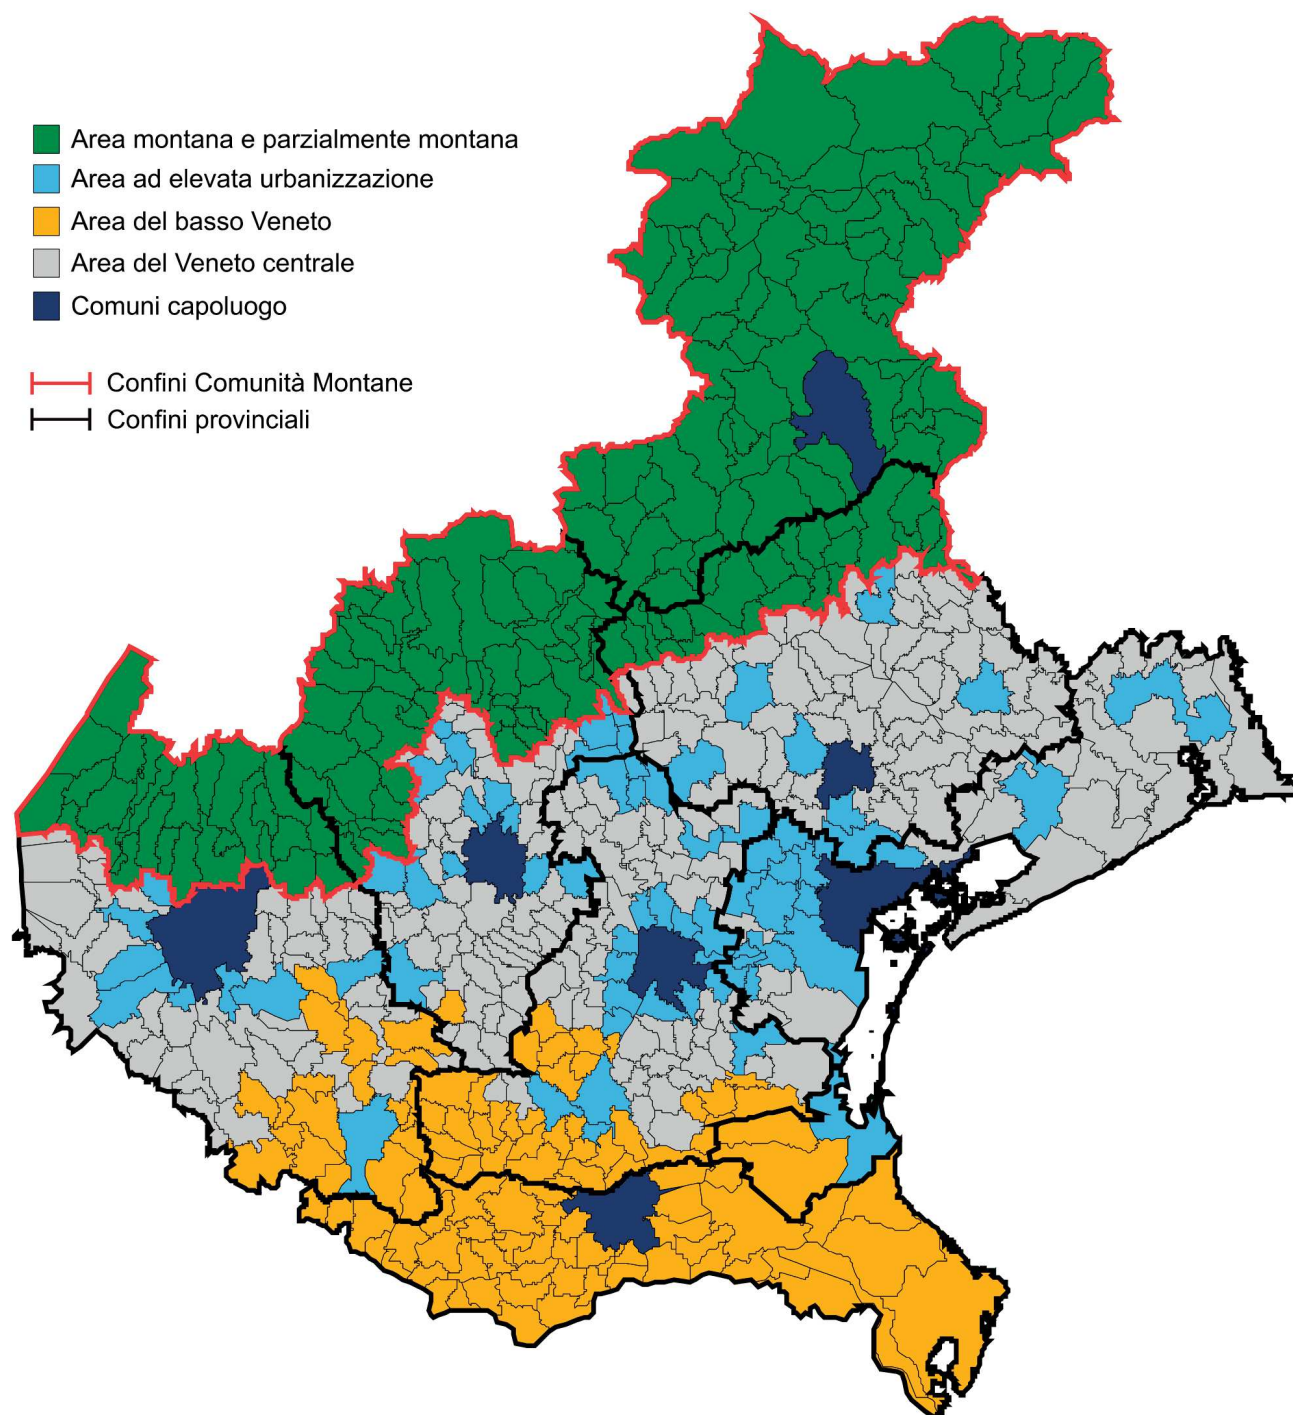 Area montana e parzialmente montana
Area ad elevata urbanizzazione
Area del basso Veneto
Area del Veneto centrale
Comuni capoluogo
Confini Comunità Montane
Confini provinciali